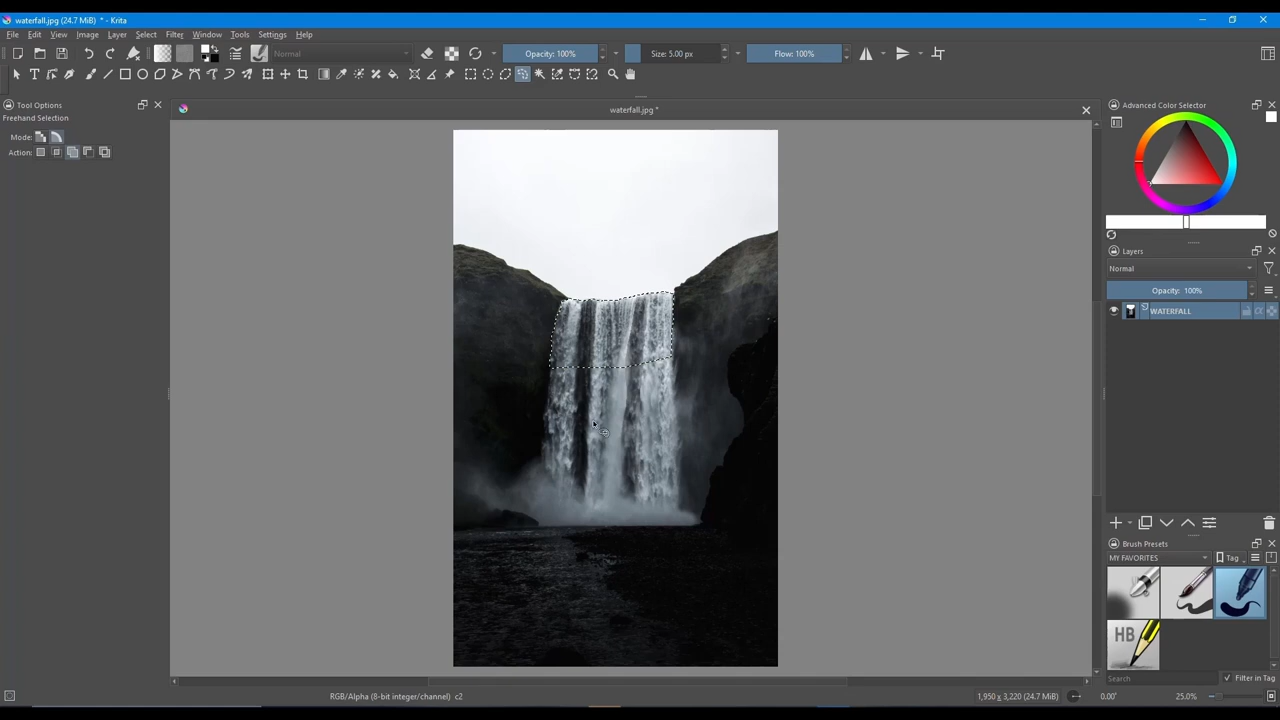 waterfall.jpg (24.7 MiB) * - Krita
File Edit View Image Layer Select Filter Window Tools Settings Help
Normal Opacity: 100% Size: 5.00 px Flow: 100%
Tool Options
Freehand Selection
Mode:
Action:
waterfall.jpg *
Advanced Color Selector
Layers
Normal
Opacity: 100%
WATERFALL
Brush Presets
MY FAVORITES Tag
HB
Search Filter in Tag
RGB/Alpha (8-bit integer/channel) c2 1,950 x 3,220 (24.7 MiB) 0.00° 25.0%